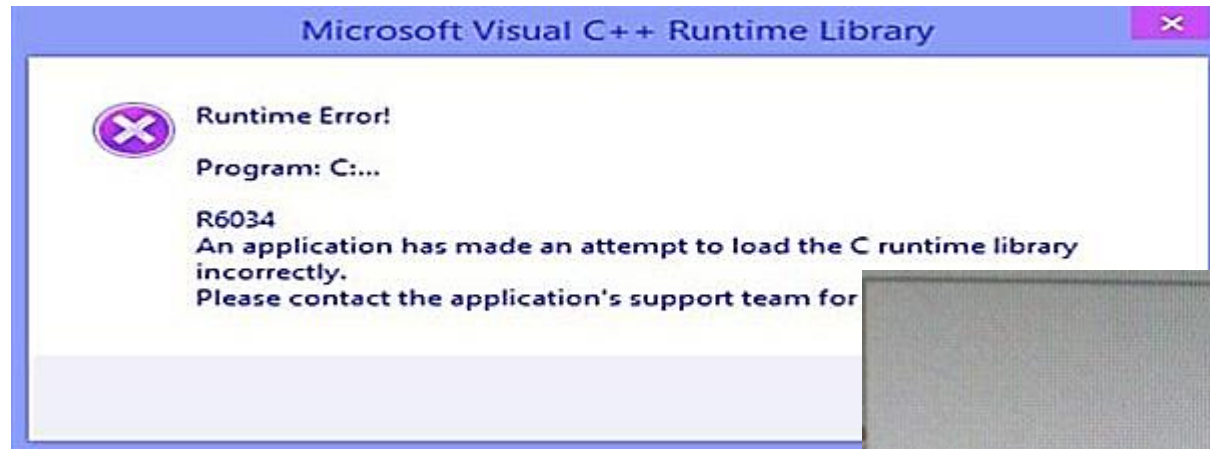 Microsoft Visual C++ Runtime Library
Runtime Error!
Program: C:...
R6034
An application has made an attempt to load the C runtime library
incorrectly.
Please contact the application's support team for